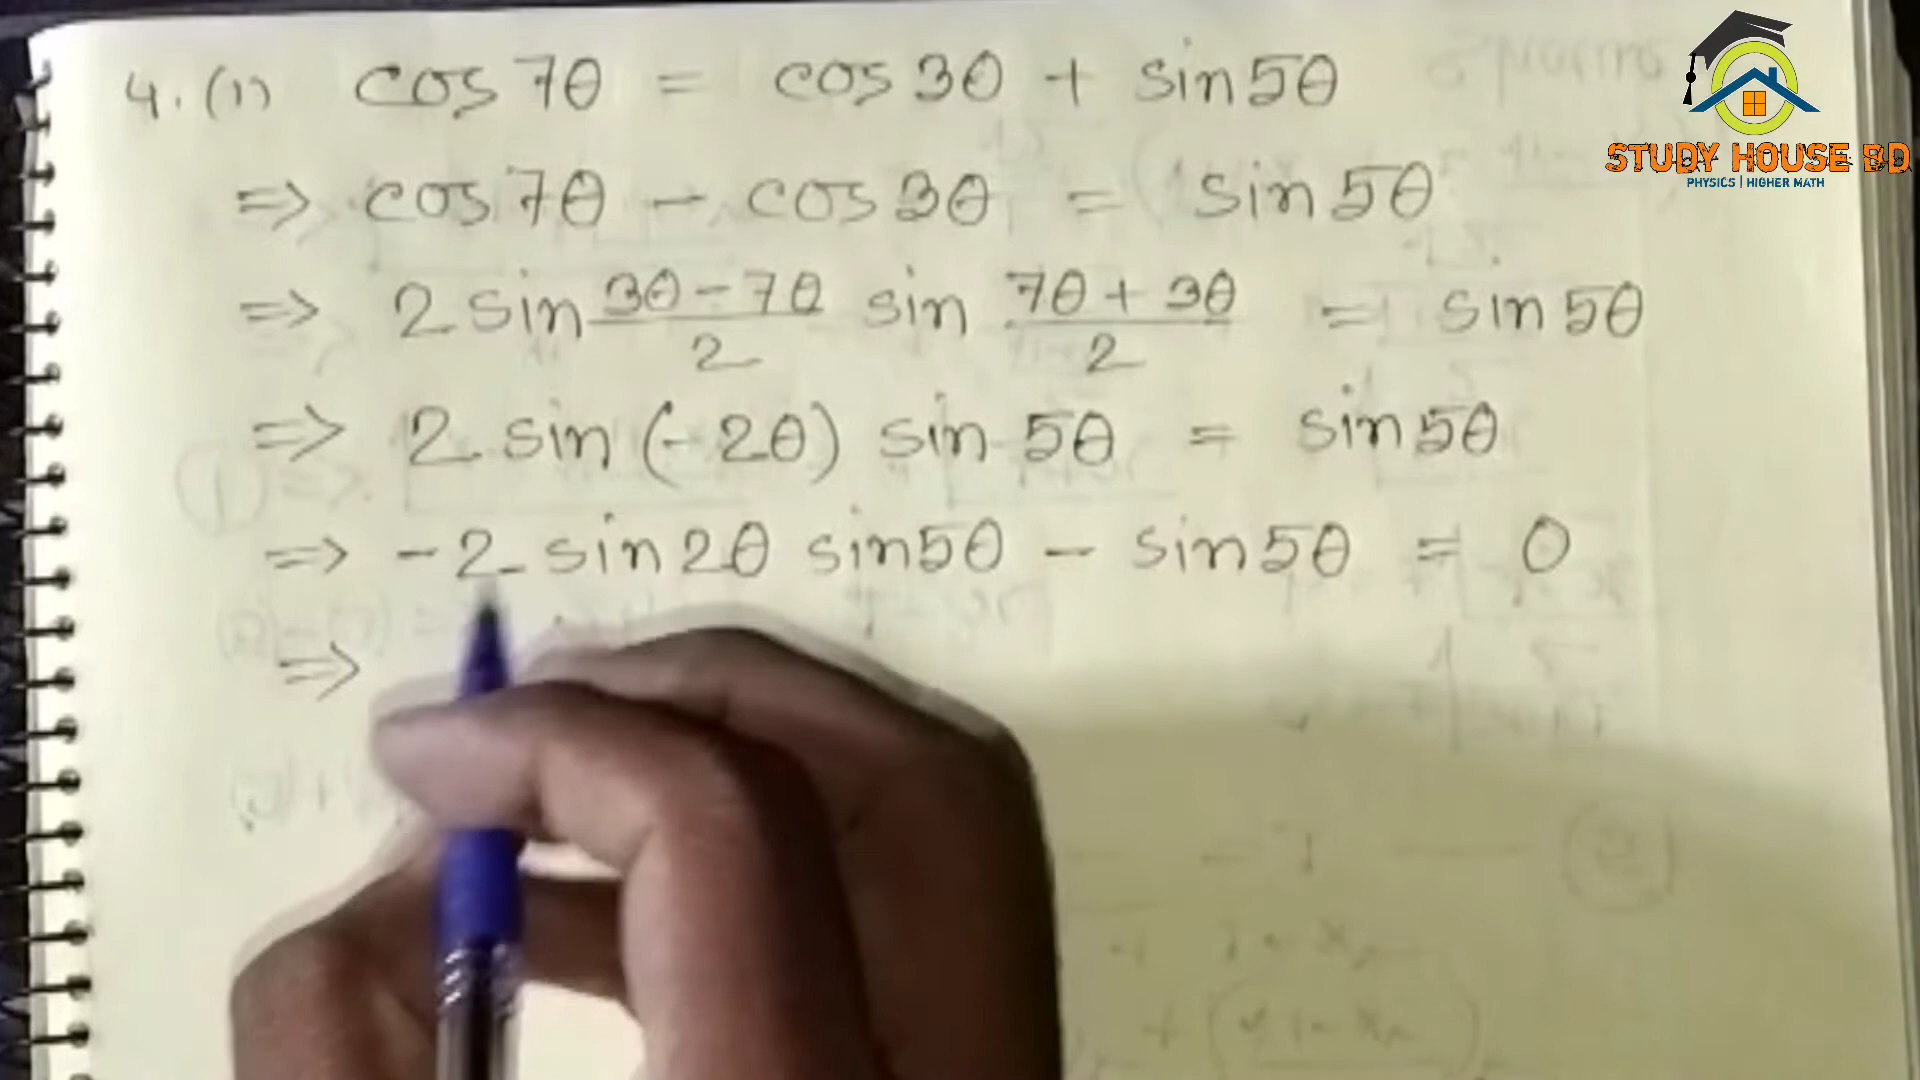 4. (1) cos 7θ = cos 3θ + sin 5θ
⇒ cos 7θ − cos 3θ = sin 5θ
⇒ 2 sin (3θ − 7θ)/2 sin (7θ + 3θ)/2 = sin 5θ
⇒ 2 sin (−2θ) sin 5θ = sin 5θ
⇒ −2 sin 2θ sin 5θ − sin 5θ = 0
⇒
STUDY HOUSE BD
PHYSICS | HIGHER MATH